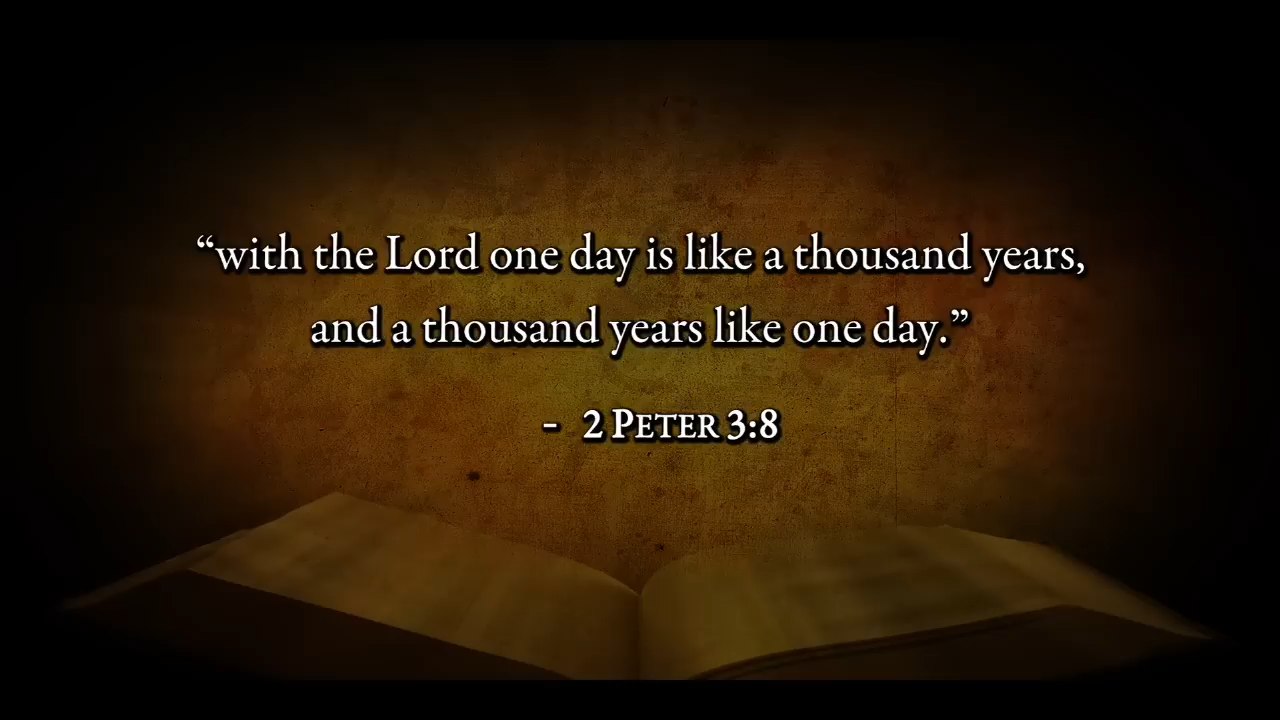 “with the Lord one day is like a thousand years,
and a thousand years like one day.”
- 2 PETER 3:8